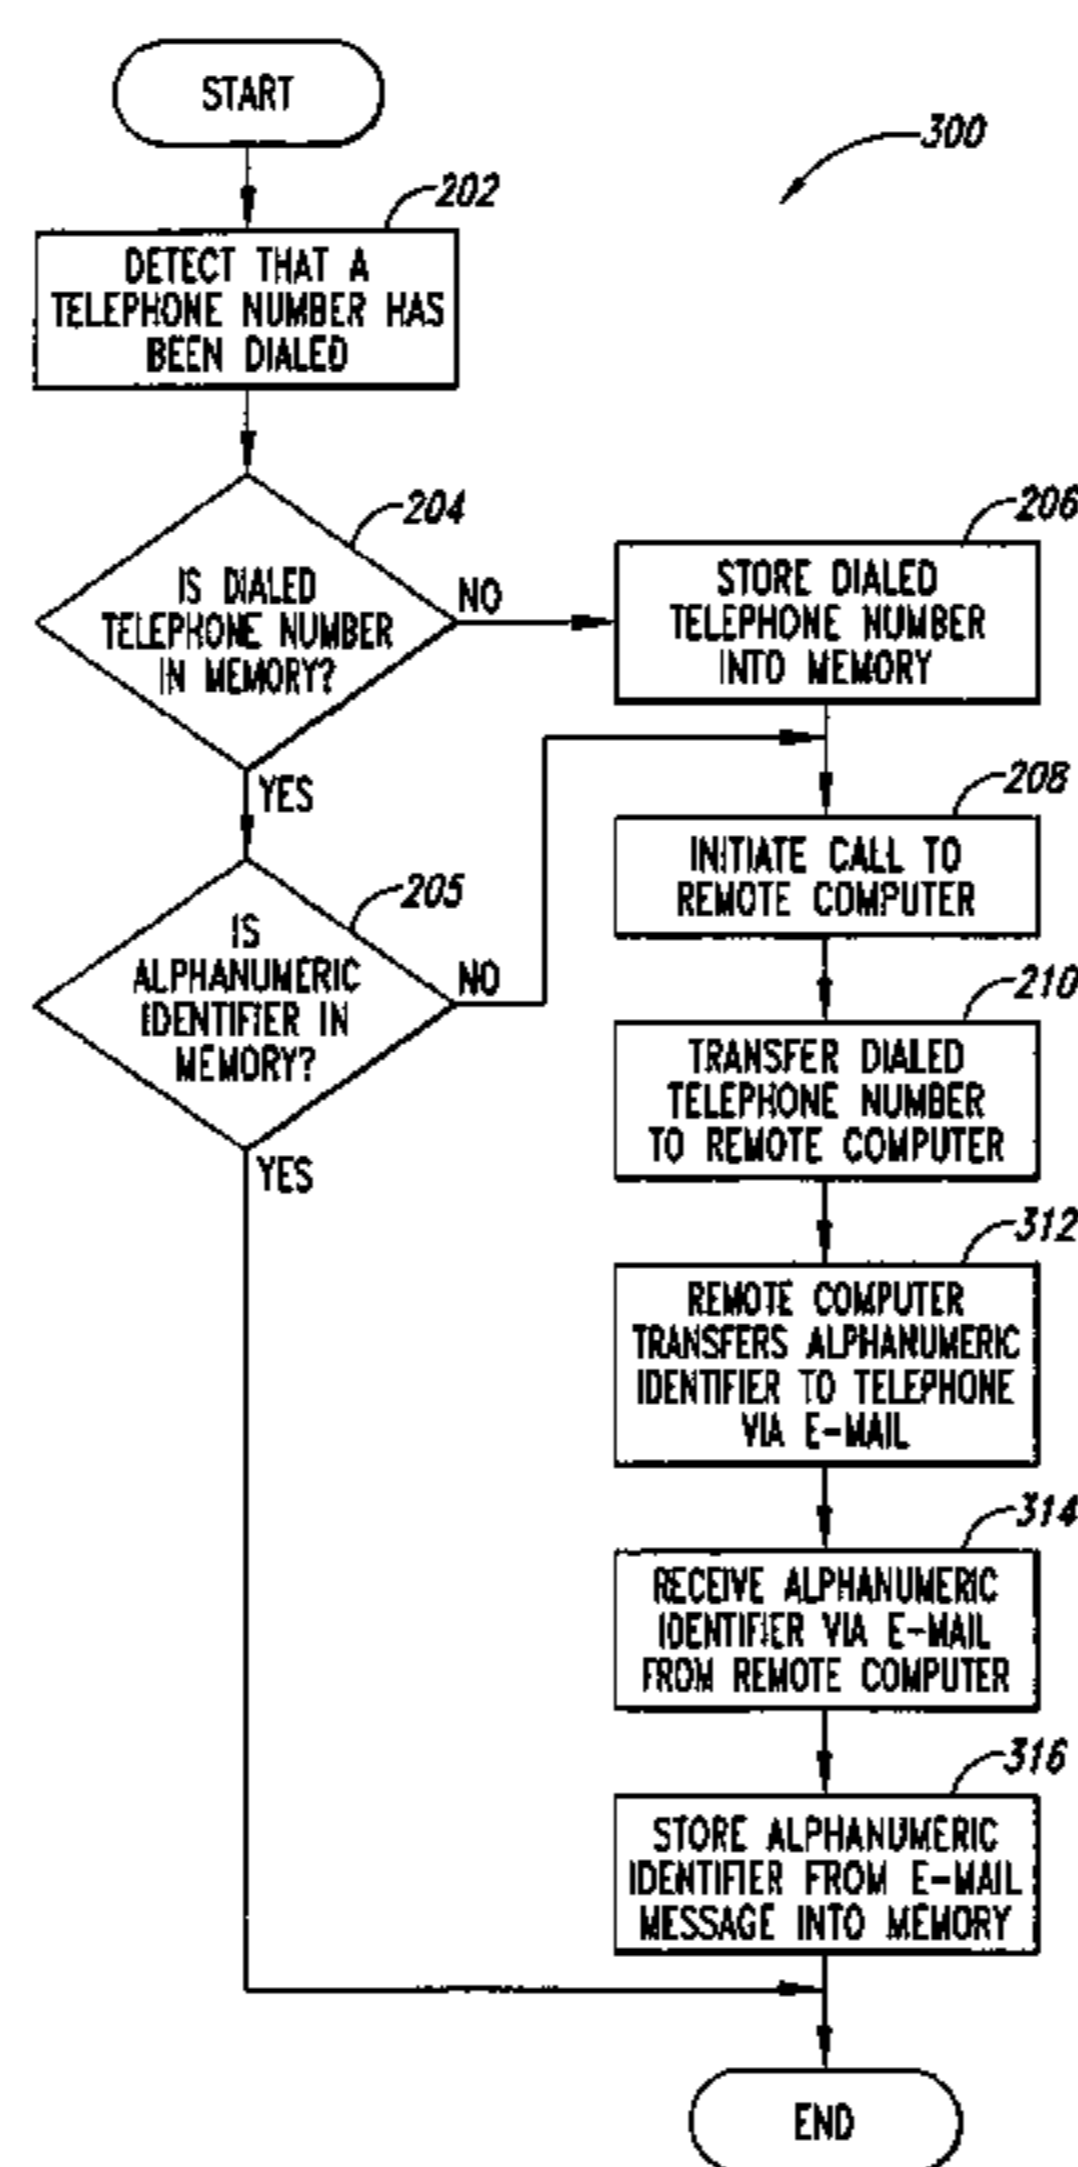 START
300
202
DETECT THAT A
TELEPHONE NUMBER HAS
BEEN DIALED
204
IS DIALED
TELEPHONE NUMBER
IN MEMORY?
NO
YES
206
STORE DIALED
TELEPHONE NUMBER
INTO MEMORY
205
IS
ALPHANUMERIC
IDENTIFIER IN
MEMORY?
NO
YES
208
INITIATE CALL TO
REMOTE COMPUTER
210
TRANSFER DIALED
TELEPHONE NUMBER
TO REMOTE COMPUTER
312
REMOTE COMPUTER
TRANSFERS ALPHANUMERIC
IDENTIFIER TO TELEPHONE
VIA E-MAIL
314
RECEIVE ALPHANUMERIC
IDENTIFIER VIA E-MAIL
FROM REMOTE COMPUTER
316
STORE ALPHANUMERIC
IDENTIFIER FROM E-MAIL
MESSAGE INTO MEMORY
END